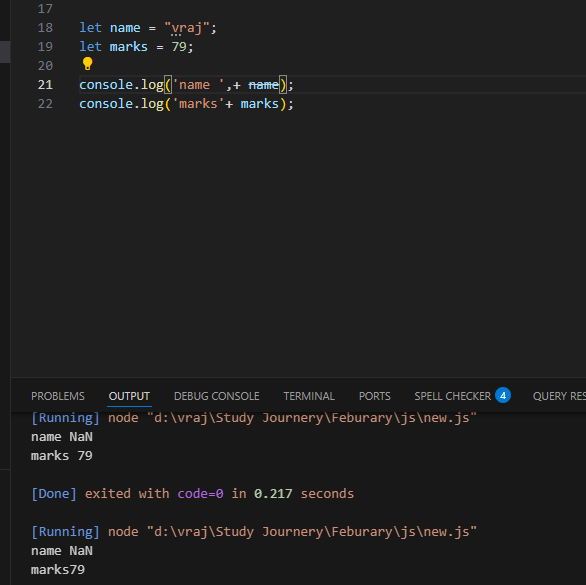 17
18 let name = "vraj";
19 let marks = 79;
20
21 console.log('name ',+ name);
22 console.log('marks'+ marks);
PROBLEMS OUTPUT DEBUG CONSOLE TERMINAL PORTS SPELL CHECKER 4 QUERY RES
[Running] node "d:\vraj\Study Journery\Feburary\js\new.js"
name NaN
marks 79
[Done] exited with code=0 in 0.217 seconds
[Running] node "d:\vraj\Study Journery\Feburary\js\new.js"
name NaN
marks79